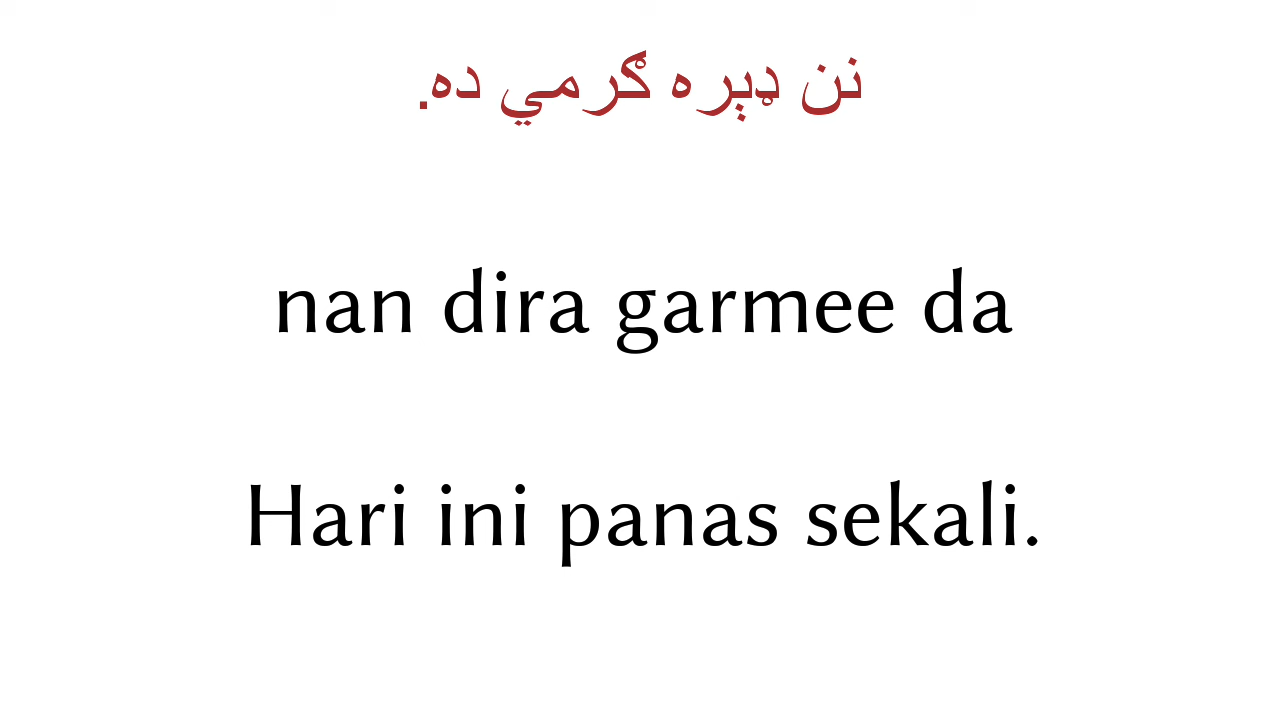 نن ډېره ګرمي ده.
nan dira garmee da
Hari ini panas sekali.